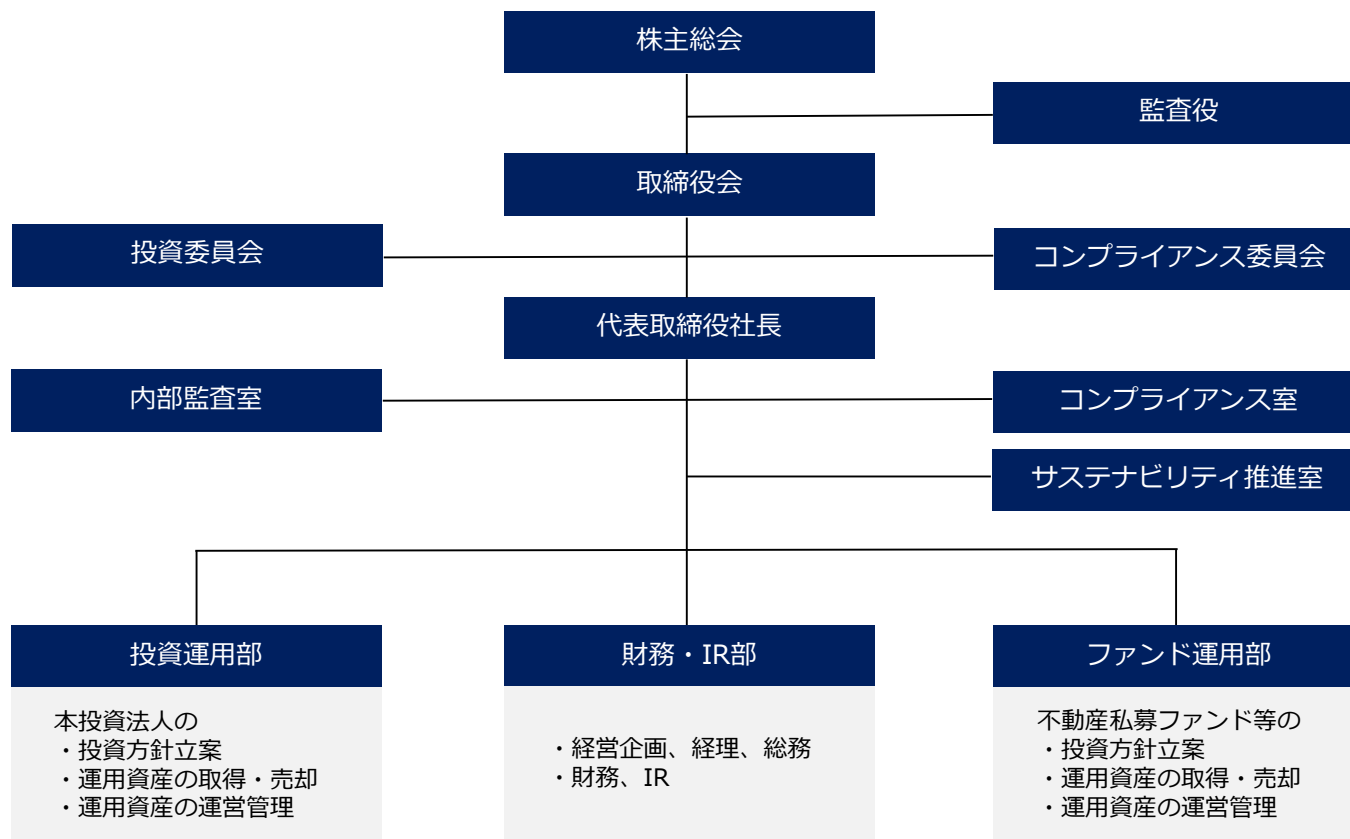 株主総会
監査役
取締役会
投資委員会
コンプライアンス委員会
代表取締役社長
内部監査室
コンプライアンス室
サステナビリティ推進室
投資運用部
本投資法人の
・投資方針立案
・運用資産の取得・売却
・運用資産の運営管理
財務・IR部
・経営企画、経理、総務
・財務、IR
ファンド運用部
不動産私募ファンド等の
・投資方針立案
・運用資産の取得・売却
・運用資産の運営管理